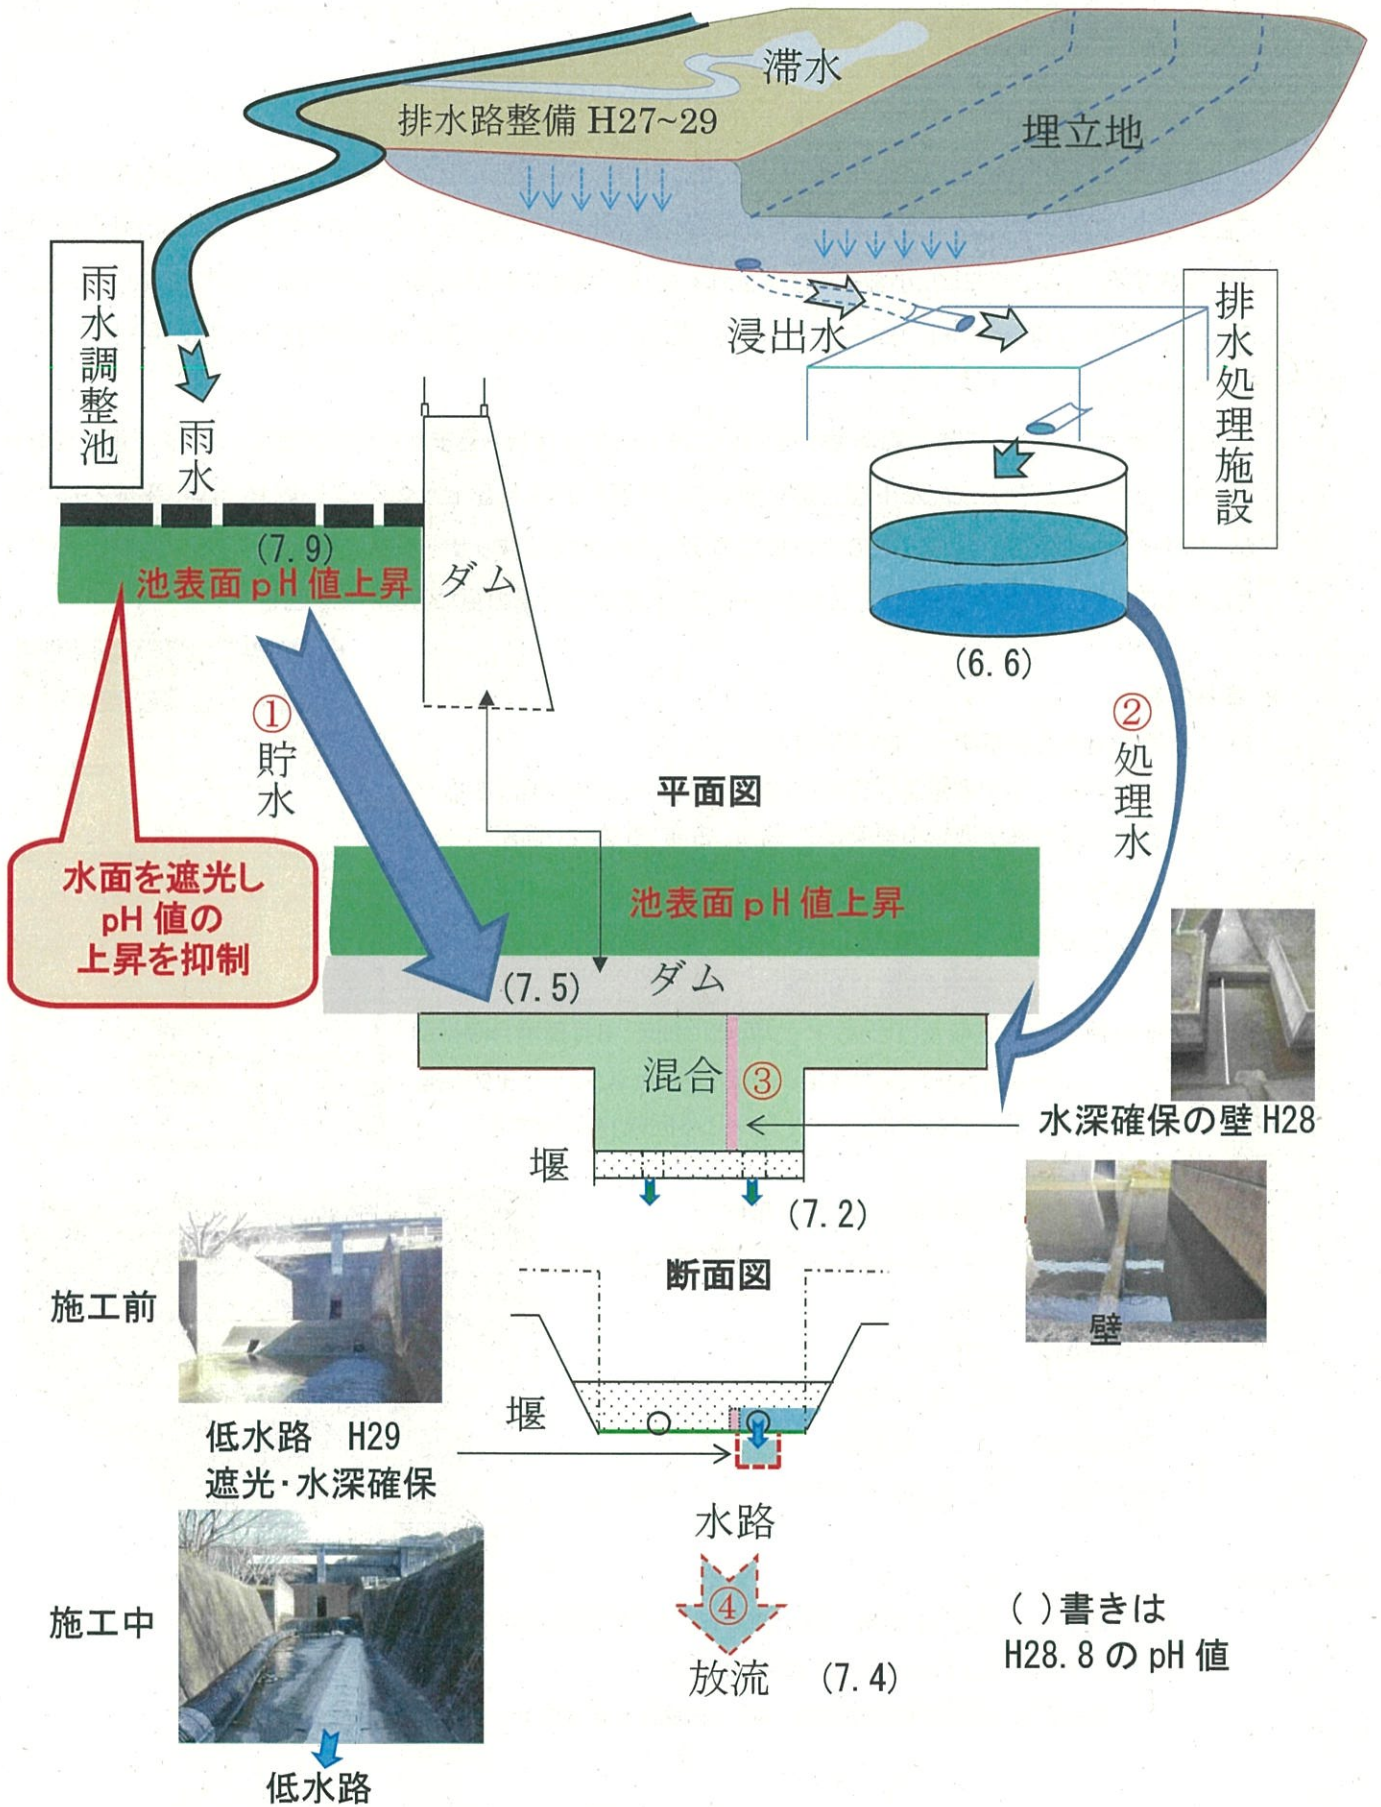 滞水
排水路整備 H27~29
埋立地
雨水調整池
雨水
浸出水
排水処理施設
(7.9)
池表面pH値上昇
ダム
(6.6)
①
貯水
②
処理水
平面図
水面を遮光し
pH 値の
上昇を抑制
池表面pH値上昇
(7.5)
ダム
混合
③
水深確保の壁 H28
堰
(7.2)
断面図
施工前
壁
堰
低水路 H29
遮光・水深確保
水路
④
施工中
放流
(7.4)
( )書きは
H28.8 の pH 値
低水路